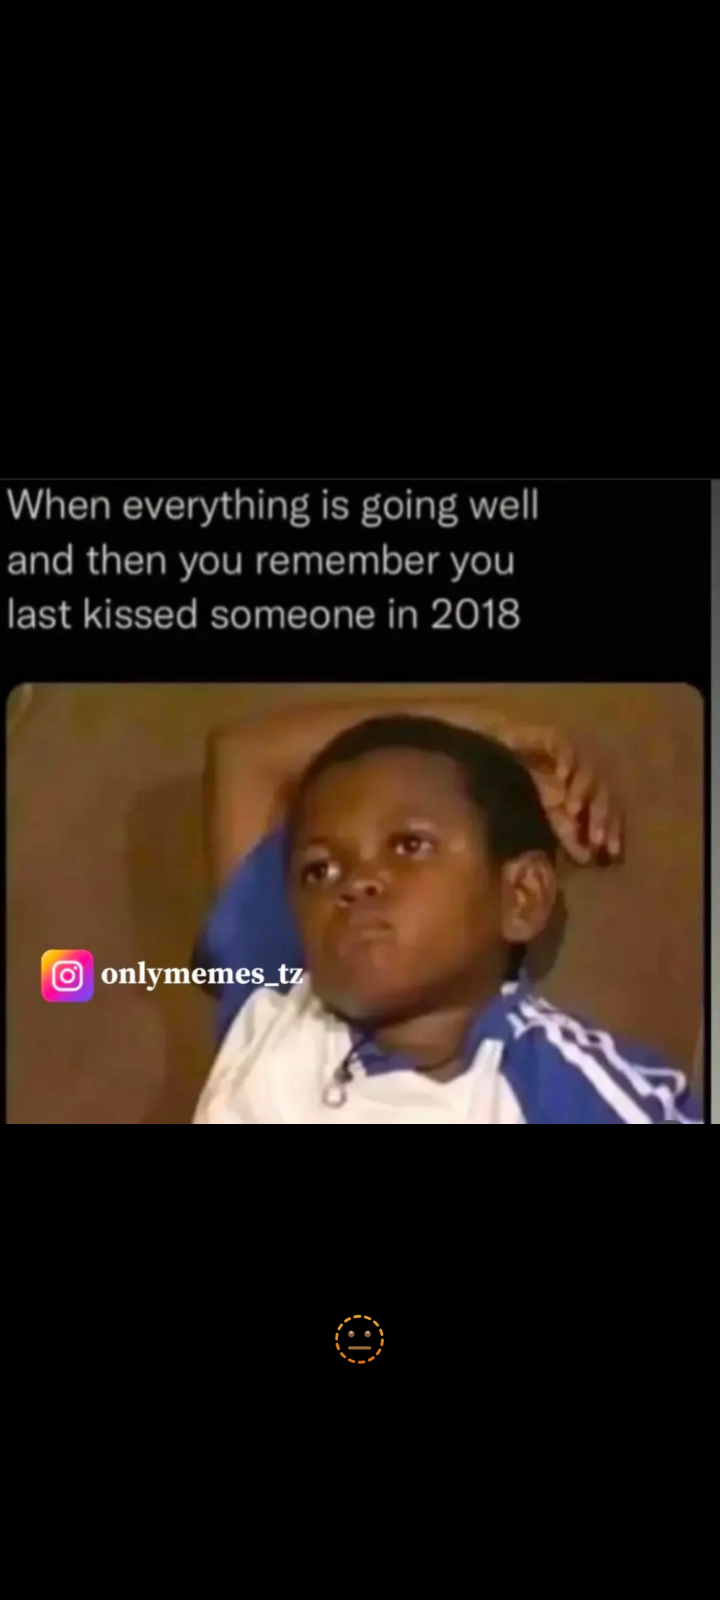 When everything is going well
and then you remember you
last kissed someone in 2018
onlymemes_tz